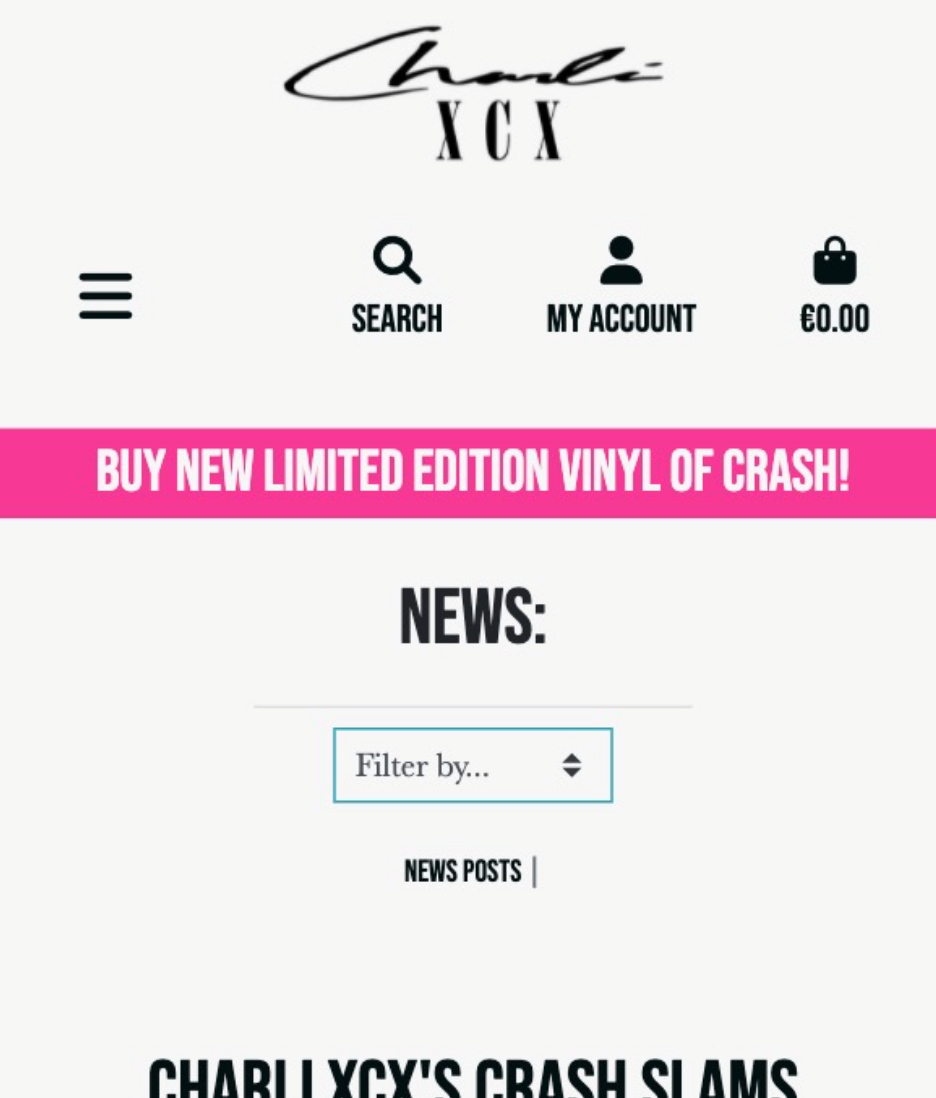 Charli
XCX
SEARCH
MY ACCOUNT
€0.00
BUY NEW LIMITED EDITION VINYL OF CRASH!
NEWS:
Filter by...
NEWS POSTS |
CHARLI XCX'S CRASH SLAMS